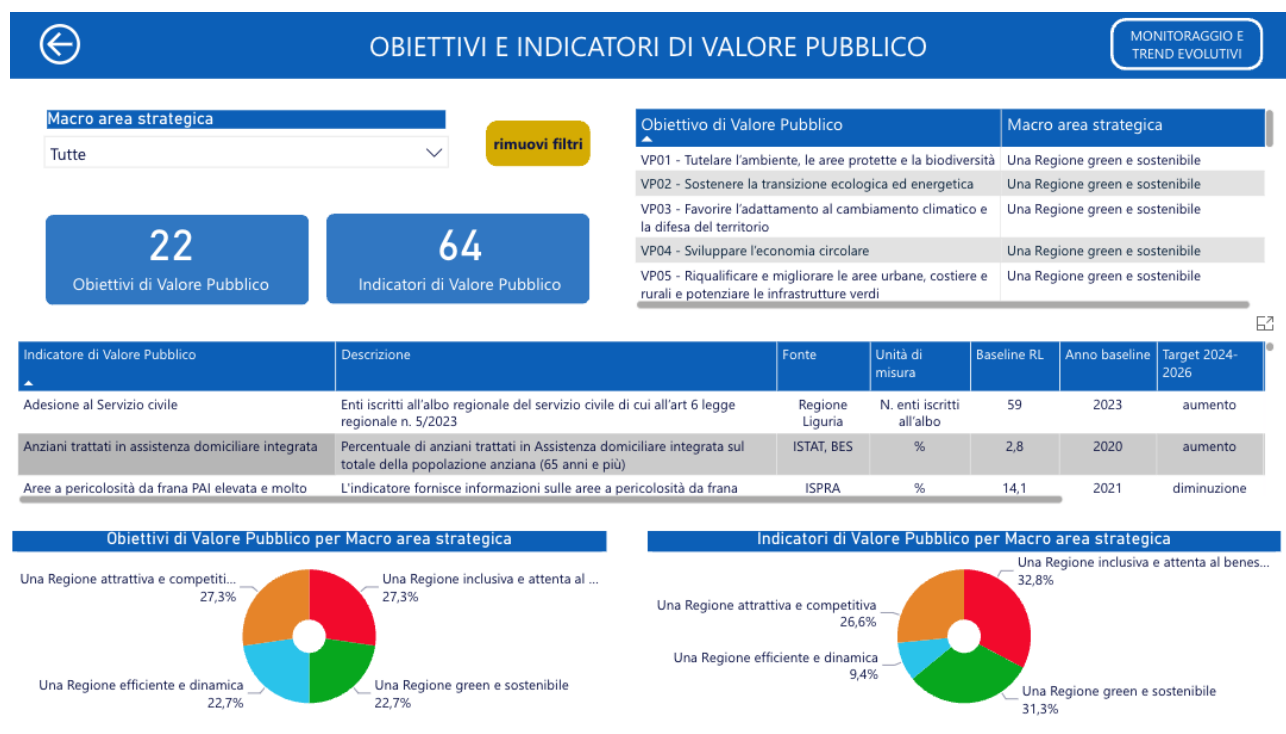 OBIETTIVI E INDICATORI DI VALORE PUBBLICO
MONITORAGGIO E
TREND EVOLUTIVI
Macro area strategica
Tutte
rimuovi filtri
22
Obiettivi di Valore Pubblico
64
Indicatori di Valore Pubblico
Obiettivo di Valore Pubblico Macro area strategica
VP01 - Tutelare l'ambiente, le aree protette e la biodiversità Una Regione green e sostenibile
VP02 - Sostenere la transizione ecologica ed energetica Una Regione green e sostenibile
VP03 - Favorire l'adattamento al cambiamento climatico e Una Regione green e sostenibile
la difesa del territorio
VP04 - Sviluppare l'economia circolare Una Regione green e sostenibile
VP05 - Riqualificare e migliorare le aree urbane, costiere e Una Regione green e sostenibile
rurali e potenziare le infrastrutture verdi
Indicatore di Valore Pubblico Descrizione Fonte Unità di Baseline RL Anno baseline Target 2024-
misura 2026
Adesione al Servizio civile Enti iscritti all'albo regionale del servizio civile di cui all'art 6 legge Regione N. enti iscritti 59 2023 aumento
regionale n. 5/2023 Liguria all'albo
Anziani trattati in assistenza domiciliare integrata Percentuale di anziani trattati in Assistenza domiciliare integrata sul ISTAT, BES % 2,8 2020 aumento
totale della popolazione anziana (65 anni e più)
Aree a pericolosità da frana PAI elevata e molto L'indicatore fornisce informazioni sulle aree a pericolosità da frana ISPRA % 14,1 2021 diminuzione
Obiettivi di Valore Pubblico per Macro area strategica
Una Regione attrattiva e competiti...
27,3%
Una Regione inclusiva e attenta al ...
27,3%
Una Regione efficiente e dinamica
22,7%
Una Regione green e sostenibile
22,7%
Indicatori di Valore Pubblico per Macro area strategica
Una Regione inclusiva e attenta al benes...
32,8%
Una Regione attrattiva e competitiva
26,6%
Una Regione efficiente e dinamica
9,4%
Una Regione green e sostenibile
31,3%